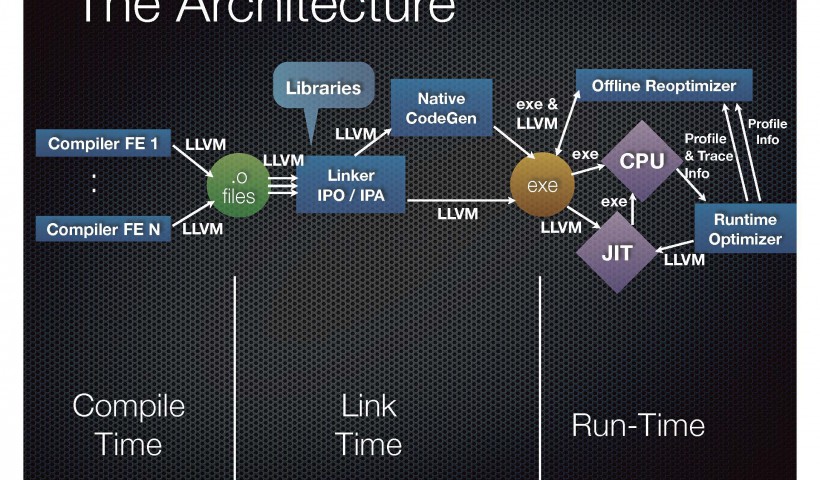 The Architecture
Libraries
Native
CodeGen
exe &
LLVM
Offline Reoptimizer
Profile
Info
Compiler FE 1
LLVM
LLVM
LLVM
exe
CPU
Profile
& Trace
Info
:
.o
files
Linker
IPO / IPA
exe
exe
Compiler FE N
LLVM
LLVM
LLVM
JIT
LLVM
Runtime
Optimizer
Compile
Time
Link
Time
Run-Time